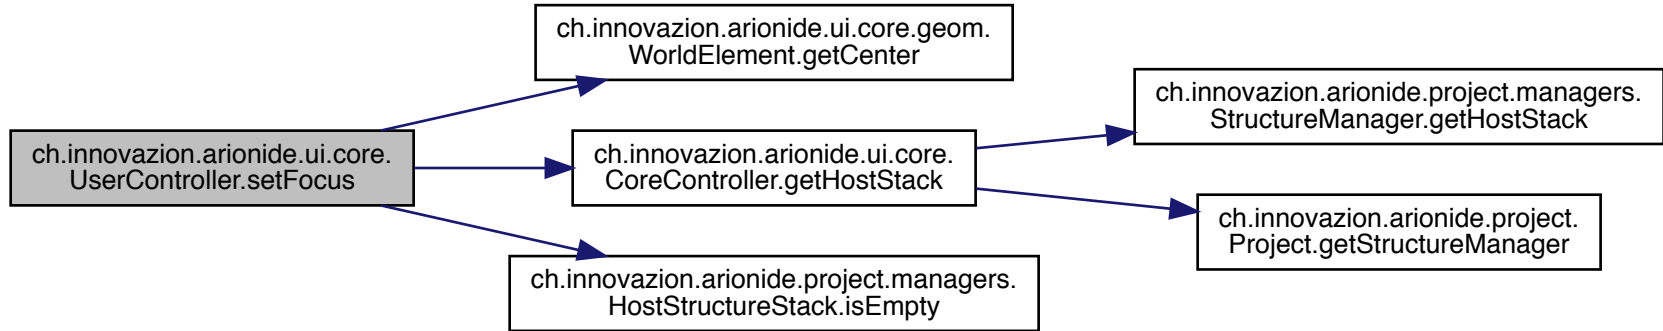 ch.innovazion.arionide.ui.core.geom.
WorldElement.getCenter
ch.innovazion.arionide.project.managers.
StructureManager.getHostStack
ch.innovazion.arionide.ui.core.
UserController.setFocus
ch.innovazion.arionide.ui.core.
CoreController.getHostStack
ch.innovazion.arionide.project.
Project.getStructureManager
ch.innovazion.arionide.project.managers.
HostStructureStack.isEmpty